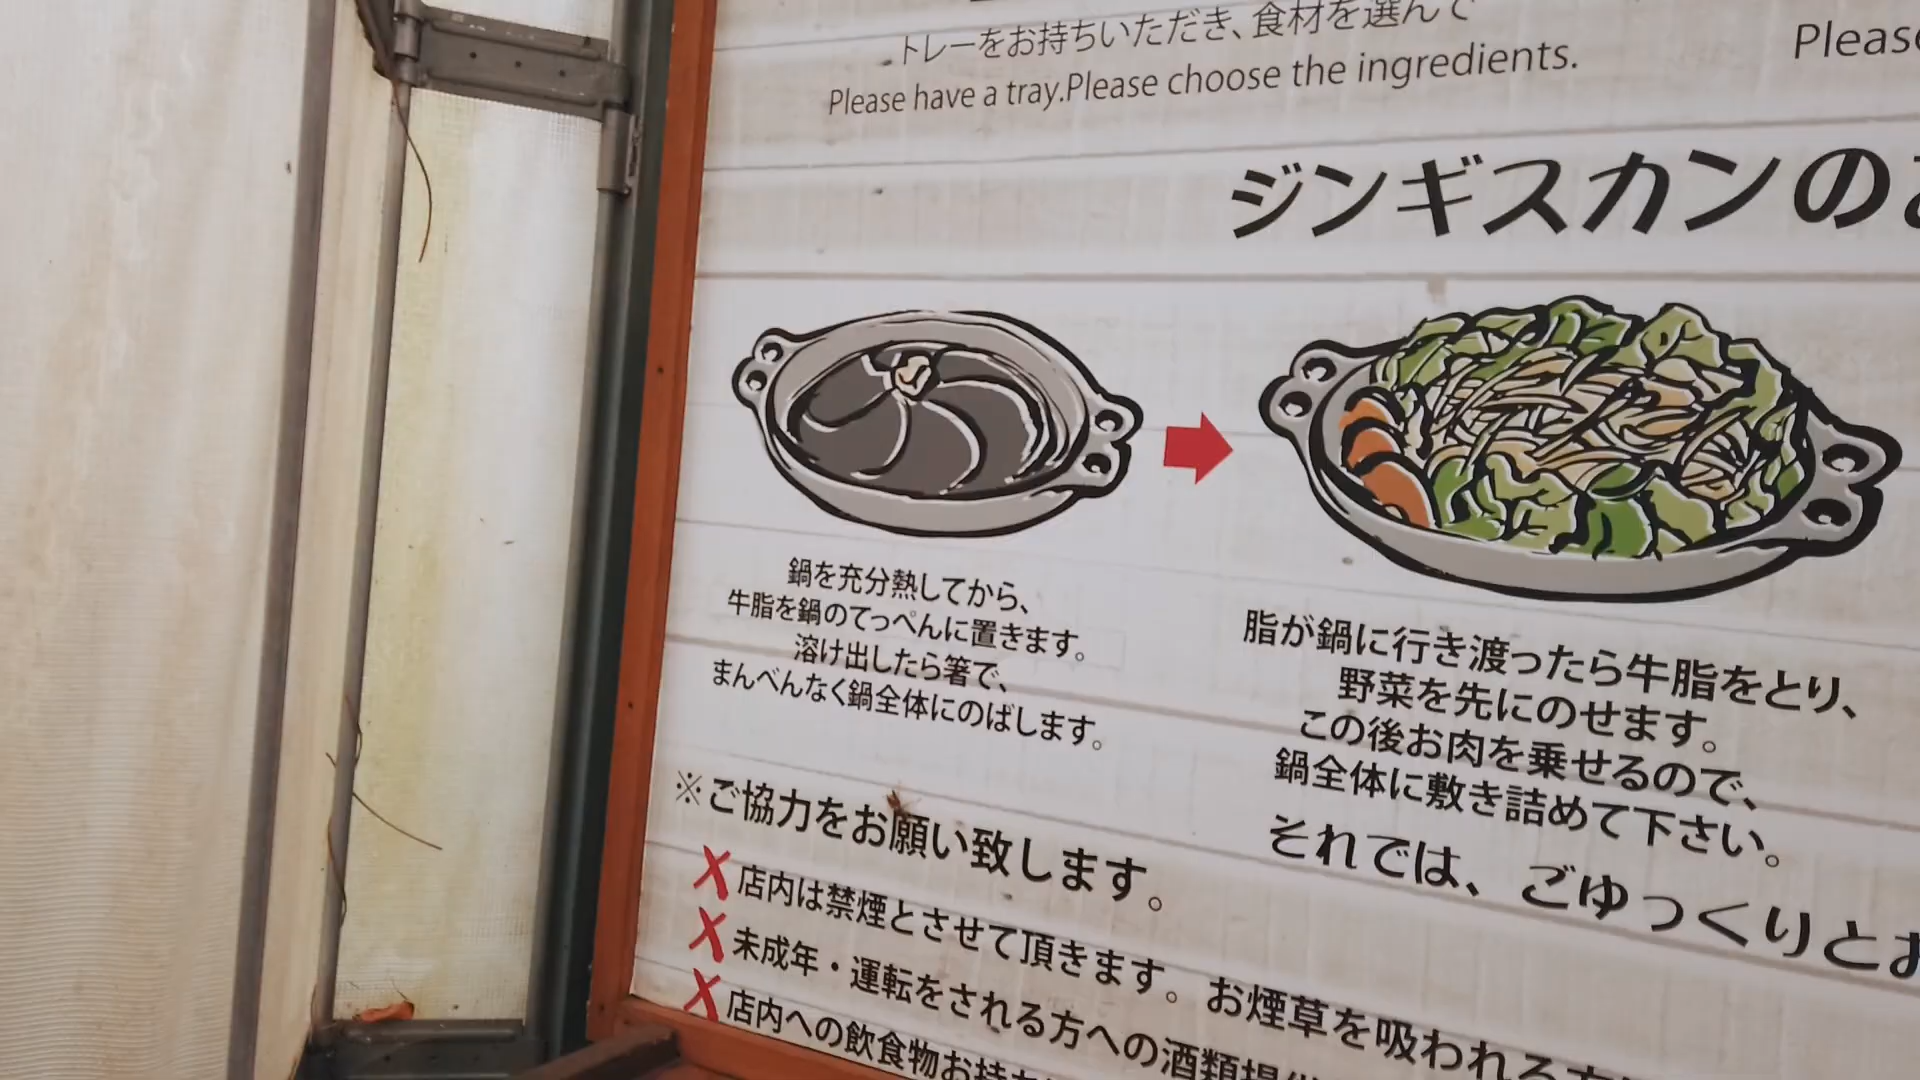 トレーをお持ちいただき、食材を選んで
Please have a tray.Please choose the ingredients.
Please
ジンギスカンの
鍋を充分熱してから、
牛脂を鍋のてっぺんに置きます。
溶け出したら箸で、
まんべんなく鍋全体にのばします。
脂が鍋に行き渡ったら牛脂をとり、
野菜を先にのせます。
この後お肉を乗せるので、
鍋全体に敷き詰めて下さい。
それでは、ごゆっくりとお
※ご協力をお願い致します。
✗店内は禁煙とさせて頂きます。お煙草を吸われる方
✗未成年・運転をされる方への酒類提供
✗店内への飲食物お持ち